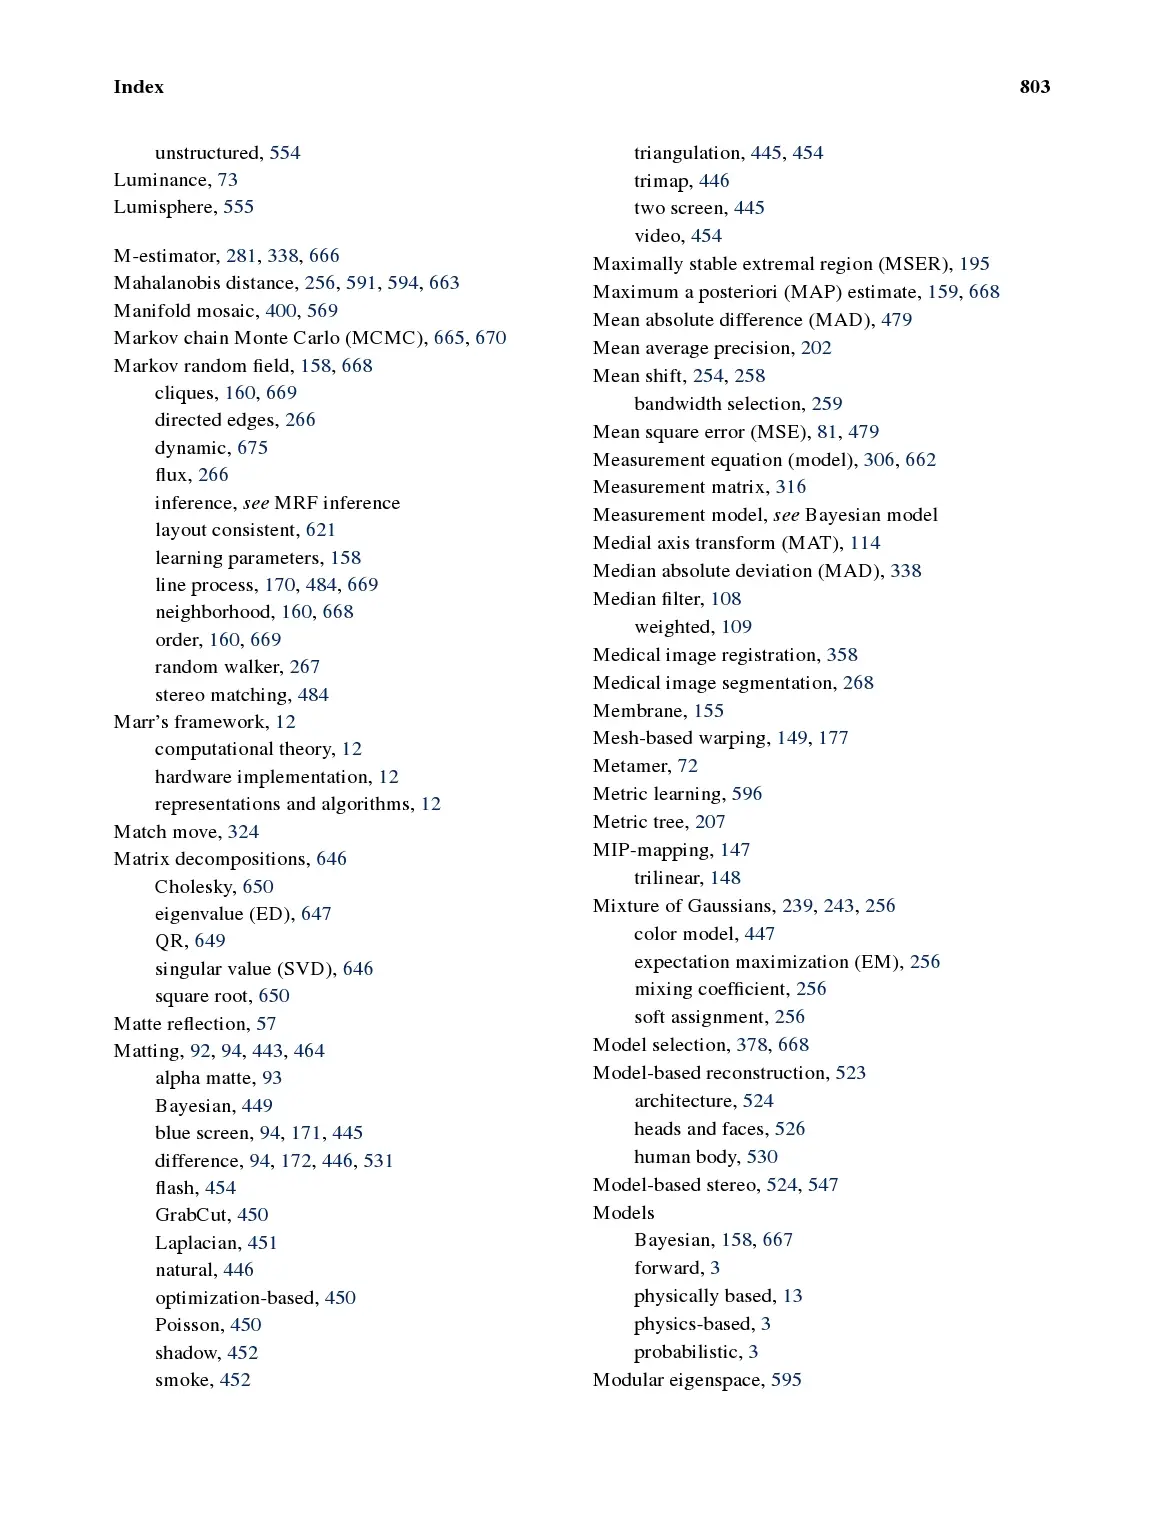 Index 803
unstructured, 554
Luminance, 73
Lumisphere, 555
M-estimator, 281, 338, 666
Mahalanobis distance, 256, 591, 594, 663
Manifold mosaic, 400, 569
Markov chain Monte Carlo (MCMC), 665, 670
Markov random field, 158, 668
cliques, 160, 669
directed edges, 266
dynamic, 675
flux, 266
inference, see MRF inference
layout consistent, 621
learning parameters, 158
line process, 170, 484, 669
neighborhood, 160, 668
order, 160, 669
random walker, 267
stereo matching, 484
Marr's framework, 12
computational theory, 12
hardware implementation, 12
representations and algorithms, 12
Match move, 324
Matrix decompositions, 646
Cholesky, 650
eigenvalue (ED), 647
QR, 649
singular value (SVD), 646
square root, 650
Matte reflection, 57
Matting, 92, 94, 443, 464
alpha matte, 93
Bayesian, 449
blue screen, 94, 171, 445
difference, 94, 172, 446, 531
flash, 454
GrabCut, 450
Laplacian, 451
natural, 446
optimization-based, 450
Poisson, 450
shadow, 452
smoke, 452
triangulation, 445, 454
trimap, 446
two screen, 445
video, 454
Maximally stable extremal region (MSER), 195
Maximum a posteriori (MAP) estimate, 159, 668
Mean absolute difference (MAD), 479
Mean average precision, 202
Mean shift, 254, 258
bandwidth selection, 259
Mean square error (MSE), 81, 479
Measurement equation (model), 306, 662
Measurement matrix, 316
Measurement model, see Bayesian model
Medial axis transform (MAT), 114
Median absolute deviation (MAD), 338
Median filter, 108
weighted, 109
Medical image registration, 358
Medical image segmentation, 268
Membrane, 155
Mesh-based warping, 149, 177
Metamer, 72
Metric learning, 596
Metric tree, 207
MIP-mapping, 147
trilinear, 148
Mixture of Gaussians, 239, 243, 256
color model, 447
expectation maximization (EM), 256
mixing coefficient, 256
soft assignment, 256
Model selection, 378, 668
Model-based reconstruction, 523
architecture, 524
heads and faces, 526
human body, 530
Model-based stereo, 524, 547
Models
Bayesian, 158, 667
forward, 3
physically based, 13
physics-based, 3
probabilistic, 3
Modular eigenspace, 595